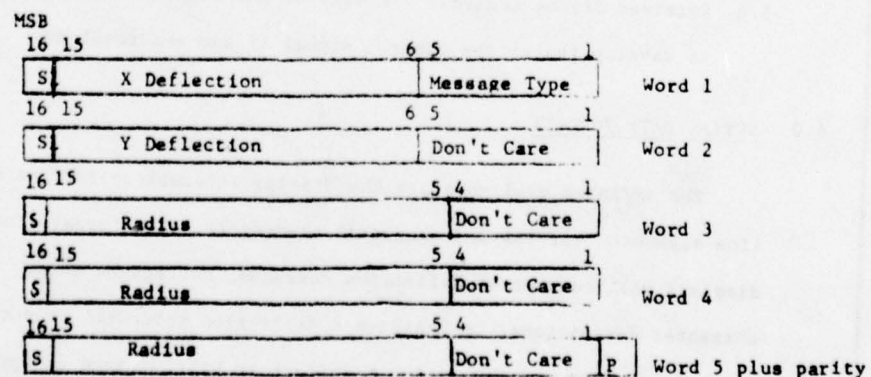 MSB
16 15 6 5 1
S X Deflection Message Type Word 1
16 15 6 5 1
S Y Deflection Don't Care Word 2
16 15 5 4 1
S Radius Don't Care Word 3
16 15 5 4 1
S Radius Don't Care Word 4
16 15 5 4 1
S Radius Don't Care P Word 5 plus parity